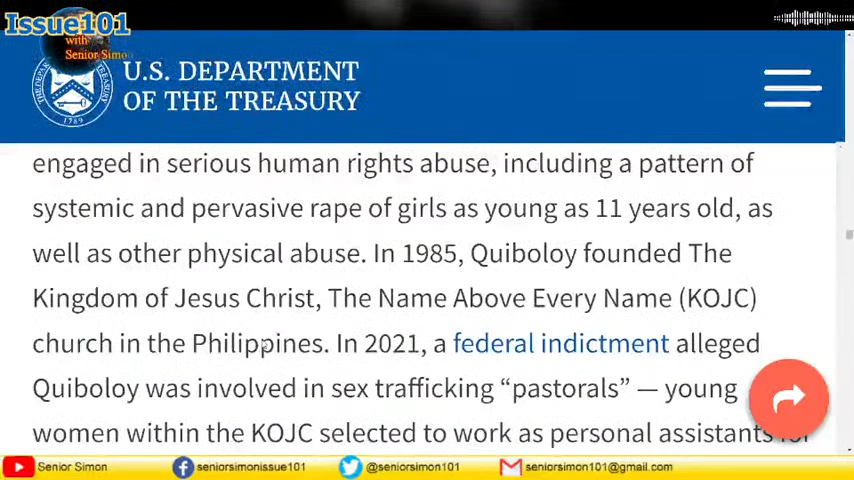 Issue101
with
Senior Simon
U.S. DEPARTMENT
OF THE TREASURY
engaged in serious human rights abuse, including a pattern of
systemic and pervasive rape of girls as young as 11 years old, as
well as other physical abuse. In 1985, Quiboloy founded The
Kingdom of Jesus Christ, The Name Above Every Name (KOJC)
church in the Philippines. In 2021, a federal indictment alleged
Quiboloy was involved in sex trafficking “pastorals” — young
women within the KOJC selected to work as personal assistants for
Senior Simon
seniorsimonissue101
@seniorsimon101
seniorsimon101@gmail.com